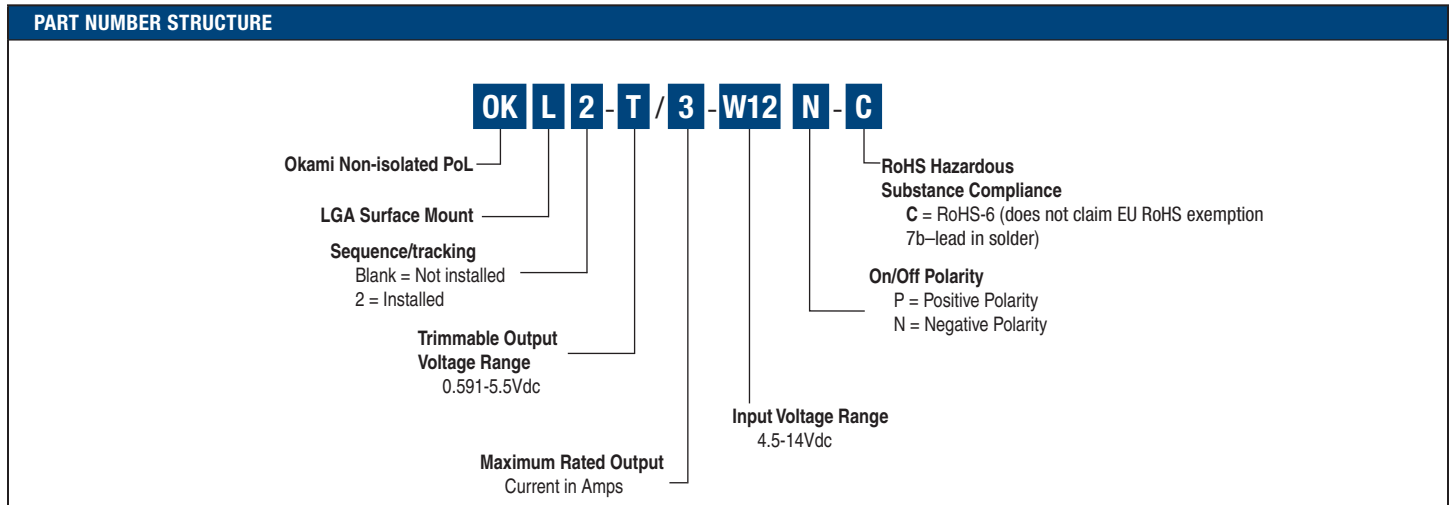 PART NUMBER STRUCTURE
OK L 2 - T / 3 - W12 N - C
Okami Non-isolated PoL
LGA Surface Mount
Sequence/tracking
Blank = Not installed
2 = Installed
Trimmable Output
Voltage Range
0.591-5.5Vdc
Maximum Rated Output
Current in Amps
Input Voltage Range
4.5-14Vdc
On/Off Polarity
P = Positive Polarity
N = Negative Polarity
RoHS Hazardous
Substance Compliance
C = RoHS-6 (does not claim EU RoHS exemption
7b–lead in solder)